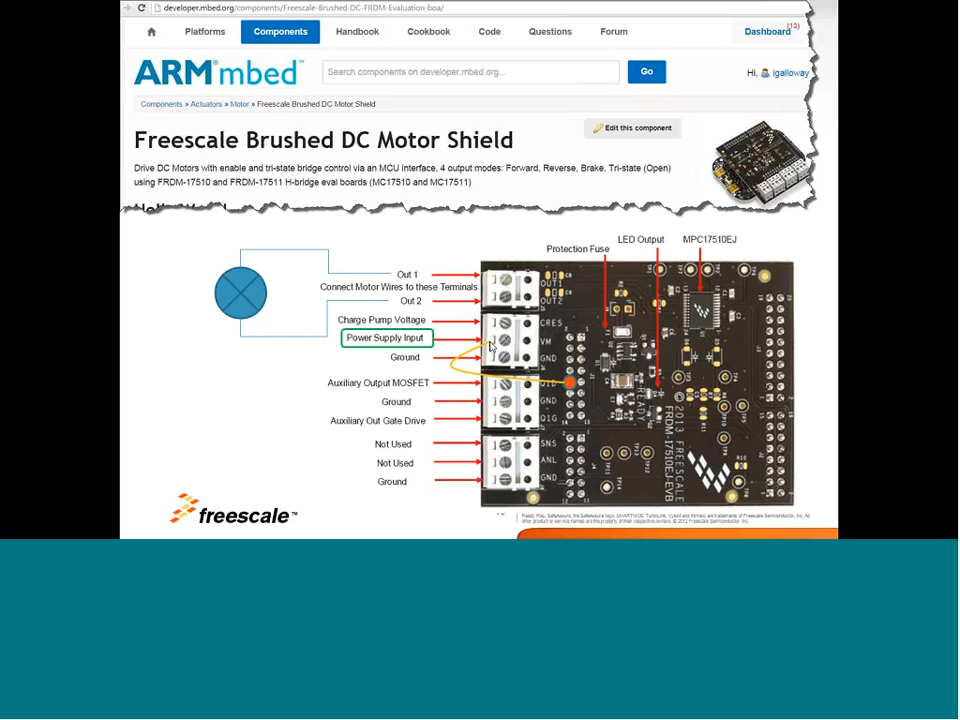 developer.mbed.org/components/Freescale-Brushed-DC-FRDM-Evaluation-boa/
Platforms Components Handbook Cookbook Code Questions Forum Dashboard (13)
ARM®mbed™ Search components on developer.mbed.org... Go Hi, igalloway
Components » Actuators » Motor » Freescale Brushed DC Motor Shield
Freescale Brushed DC Motor Shield
Edit this component
Drive DC Motors with enable and tri-state bridge control via an MCU interface. 4 output modes: Forward, Reverse, Brake, Tri-state (Open)
using FRDM-17510 and FRDM-17511 H-bridge eval boards (MC17510 and MC17511)
LED Output MPC17510EJ
Protection Fuse
Out 1
Connect Motor Wires to these Terminals
Out 2
Charge Pump Voltage
Power Supply Input
Ground
Auxiliary Output MOSFET
Ground
Auxiliary Out Gate Drive
Not Used
Not Used
Ground
OUT1
OUT2
CRES
VM
GND
GND
Q1G
SNS
ANL
GND
READY
© 2013 FREESCALE
FRDM-17510EJ-EVB
freescale™